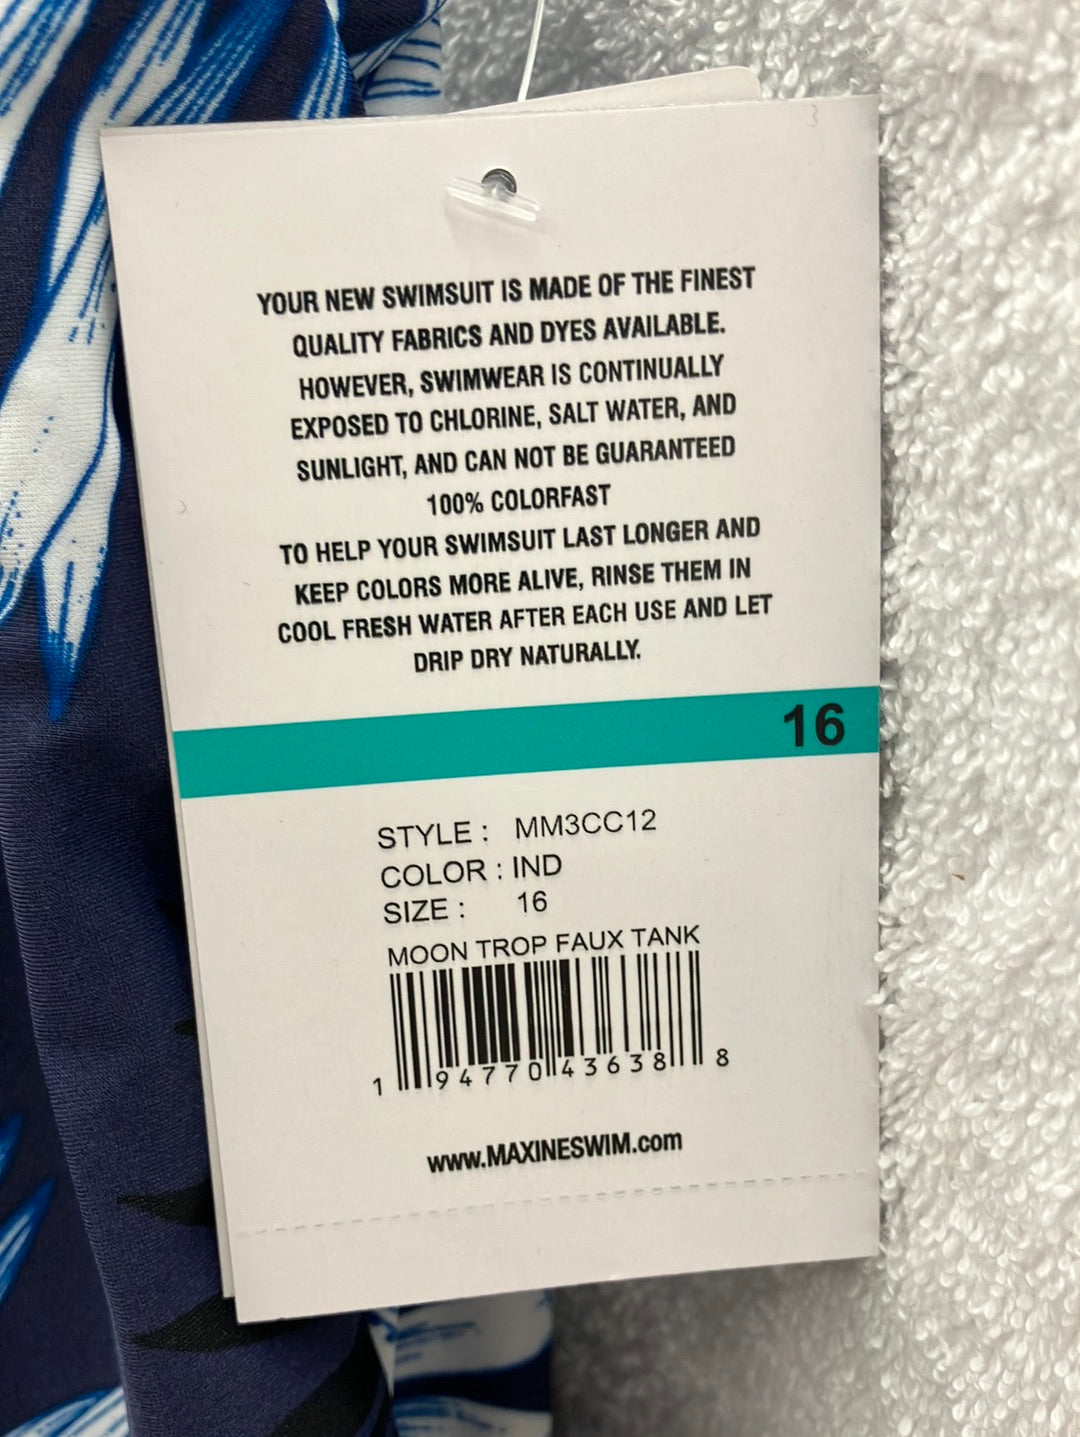 YOUR NEW SWIMSUIT IS MADE OF THE FINEST
QUALITY FABRICS AND DYES AVAILABLE.
HOWEVER, SWIMWEAR IS CONTINUALLY
EXPOSED TO CHLORINE, SALT WATER, AND
SUNLIGHT, AND CAN NOT BE GUARANTEED
100% COLORFAST
TO HELP YOUR SWIMSUIT LAST LONGER AND
KEEP COLORS MORE ALIVE, RINSE THEM IN
COOL FRESH WATER AFTER EACH USE AND LET
DRIP DRY NATURALLY.
16
STYLE : MM3CC12
COLOR : IND
SIZE : 16
MOON TROP FAUX TANK
1 94770 43638 8
www.MAXINESWIM.com